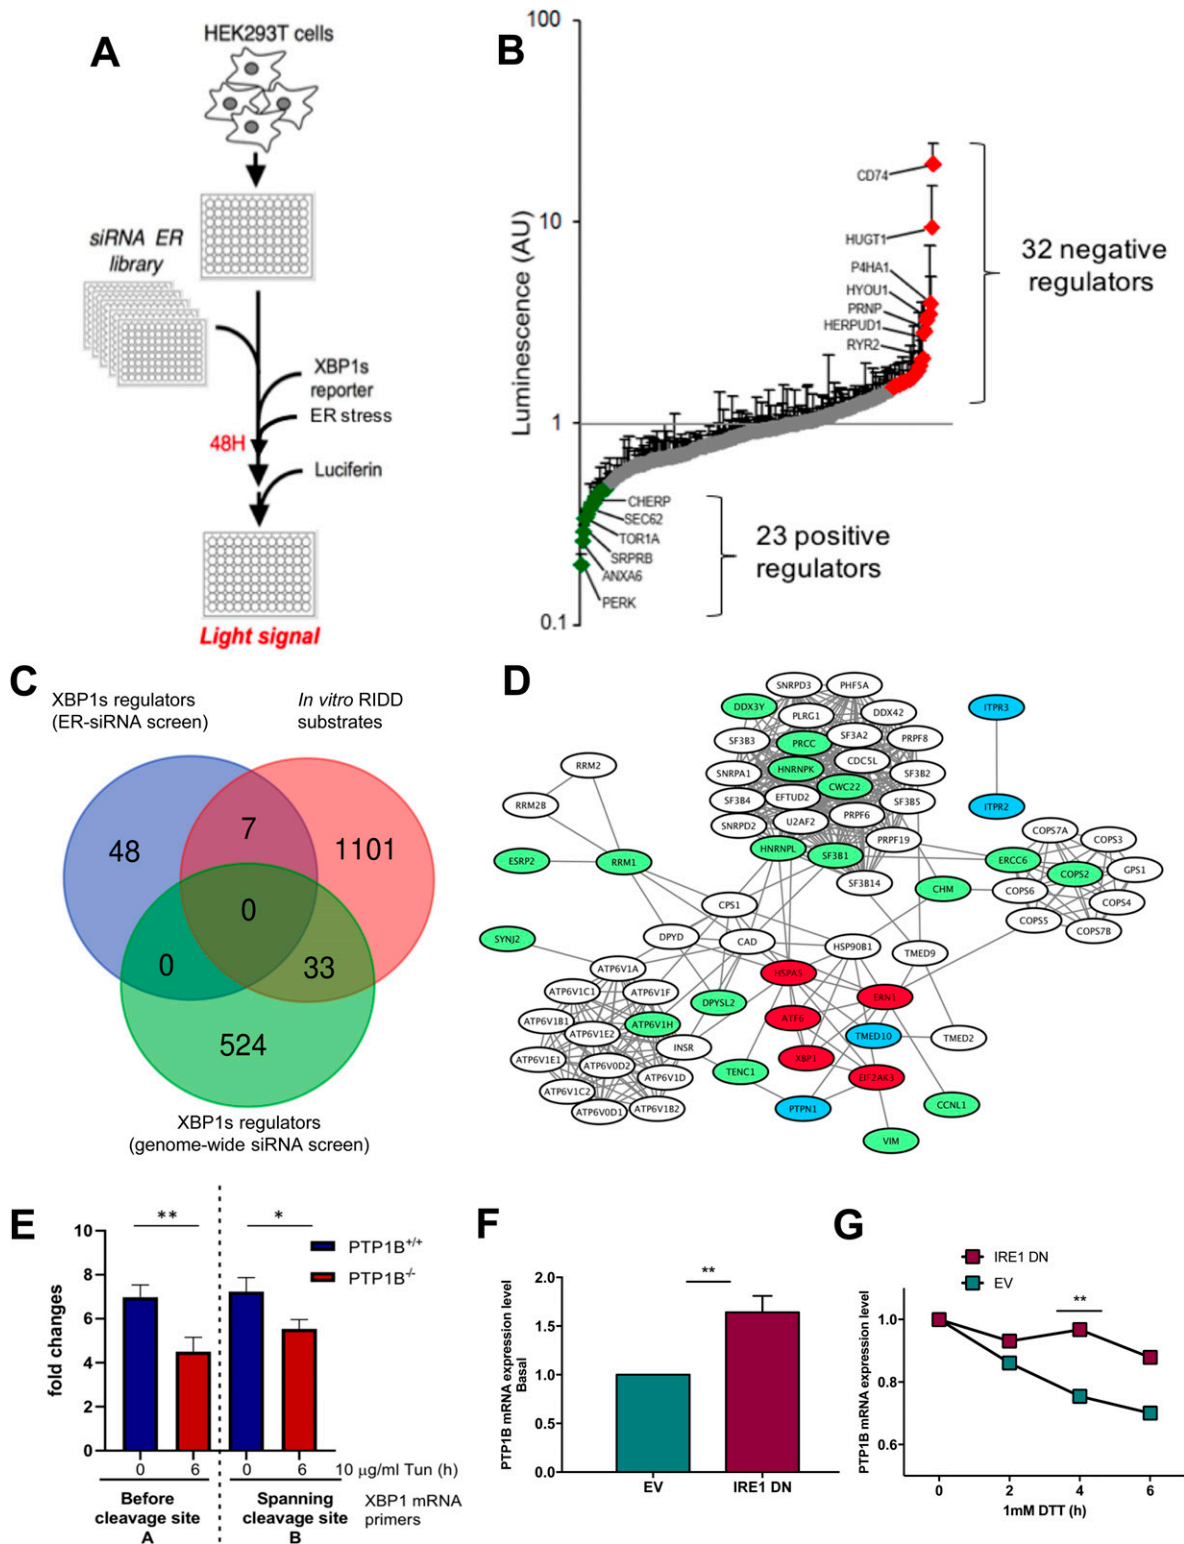 A
HEK293T cells
siRNA ER
library
XBP1s
reporter
ER stress
48H
Luciferin
Light signal
B
Luminescence (AU)
100
10
1
0.1
CD74
HUGT1
P4HA1
HYOU1
PRNP
HERPUD1
RYR2
32 negative
regulators
CHERP
SEC62
TOR1A
SRPRB
ANXA6
PERK
23 positive
regulators
C
XBP1s regulators
(ER-siRNA screen)
In vitro RIDD
substrates
48
7
1101
0
0
33
524
XBP1s regulators
(genome-wide siRNA screen)
D
SNRPD3
PHF5A
DDX3Y
PLRG1
DDX42
SF3B3
PRCC
SF3A2
PRPF8
HNRNPK
CDC5L
SNRPA1
CWC22
SF3B2
SF3B4
EFTUD2
SF3B5
SNRPD2
U2AF2
PRPF6
HNRNPL
SF3B1
PRPF19
SF3B14
ITPR3
ITPR2
RRM2
RRM2B
ESRP2
RRM1
COPS7A
COPS3
ERCC6
COPS2
GPS1
COPS6
COPS4
COPS5
COPS7B
CHM
CPS1
SYNJ2
DPYD
CAD
HSP90B1
TMED9
ATP6V1A
HSPA5
ATP6V1C1
ATP6V1F
DPYSL2
ERN1
ATP6V1B1
ATP6V1E2
ATP6V1H
ATF6
TMED10
TMED2
ATP6V1E1
ATP6V0D2
INSR
XBP1
ATP6V1C2
ATP6V1D
TENC1
EIF2AK3
ATP6V0D1
ATP6V1B2
PTPN1
CCNL1
VIM
E
fold changes
10
8
6
4
2
0
**
*
PTP1B+/+
PTP1B-/-
0
6
0
6
10 µg/ml Tun (h)
Before
cleavage site
A
Spanning
cleavage site
B
XBP1 mRNA
primers
F
PTP1B mRNA expression level
Basal
2.0
1.5
1.0
0.5
0.0
**
EV
IRE1 DN
G
IRE1 DN
EV
**
PTP1B mRNA expression level
1.0
0.8
0.6
0
2
4
6
1mM DTT (h)